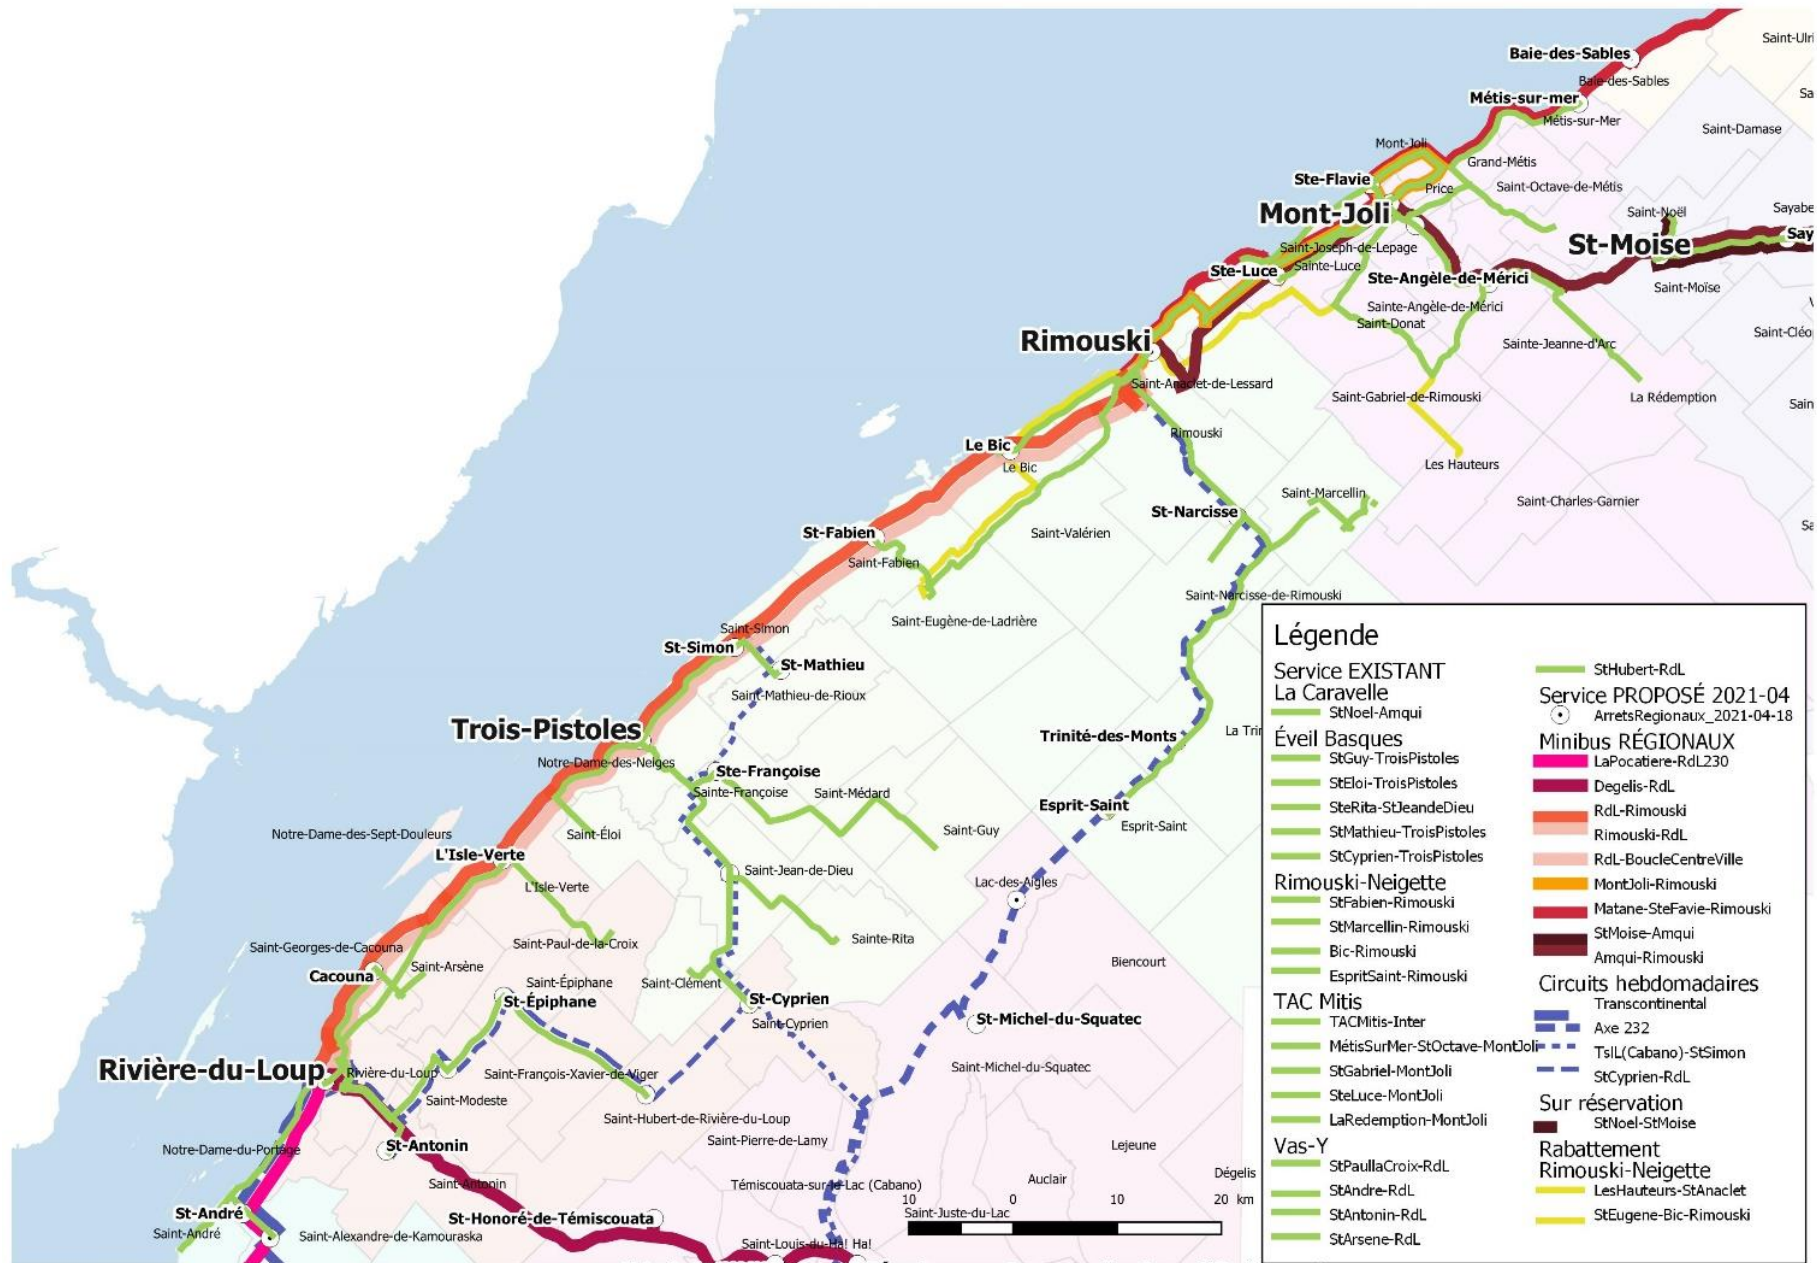 Saint-Ulri
Baie-des-Sables
Baie-des-Sables
Métis-sur-mer
Métis-sur-Mer
Saint-Damase
Mont-Joli
Grand-Métis
Ste-Flavie
Price
Saint-Octave-de-Métis
Mont-Joli
Saint-Noël
Sayabe
Say
St-Moise
Saint-Joseph-de-Lepage
Sainte-Luce
Ste-Luce
Ste-Angèle-de-Mérici
Saint-Moïse
Sainte-Angèle-de-Mérici
Saint-Donat
Saint-Cléo
Rimouski
Sainte-Jeanne-d'Arc
Saint-Anaclet-de-Lessard
Saint-Gabriel-de-Rimouski
La Rédemption
Rimouski
Le Bic
Le Bic
Les Hauteurs
Saint-Marcellin
Saint-Charles-Garnier
St-Narcisse
St-Fabien
Saint-Valérien
Saint-Fabien
Saint-Narcisse-de-Rimouski
Saint-Eugène-de-Ladrière
Saint-Simon
St-Simon
St-Mathieu
Saint-Mathieu-de-Rioux
Trois-Pistoles
Trinité-des-Monts
La Trin
Notre-Dame-des-Neiges
Ste-Françoise
Sainte-Françoise
Saint-Médard
Esprit-Saint
Esprit-Saint
Notre-Dame-des-Sept-Douleurs
Saint-Éloi
Saint-Guy
L'Isle-Verte
L'Isle-Verte
Saint-Jean-de-Dieu
Lac-des-Aigles
Saint-Georges-de-Cacouna
Saint-Paul-de-la-Croix
Sainte-Rita
Cacouna
Saint-Arsène
Saint-Épiphane
Saint-Clément
Biencourt
St-Épiphane
St-Cyprien
Saint-Cyprien
St-Michel-du-Squatec
Rivière-du-Loup
Rivière-du-Loup
Saint-François-Xavier-de-Viger
Saint-Michel-du-Squatec
Saint-Modeste
Saint-Hubert-de-Rivière-du-Loup
Saint-Pierre-de-Lamy
Lejeune
Notre-Dame-du-Portage
St-Antonin
Saint-Antonin
Témiscouata-sur-le-Lac (Cabano)
Auclair
Dégelis
St-André
Saint-André
Saint-Alexandre-de-Kamouraska
St-Honoré-de-Témiscouata
Saint-Juste-du-Lac
Saint-Louis-du-Ha! Ha!
10 0 10 20 km
Légende
Service EXISTANT
La Caravelle
StNoel-Amqui
Éveil Basques
StGuy-TroisPistoles
StEloi-TroisPistoles
SteRita-StJeandeDieu
StMathieu-TroisPistoles
StCyprien-TroisPistoles
Rimouski-Neigette
StFabien-Rimouski
StMarcellin-Rimouski
Bic-Rimouski
EspritSaint-Rimouski
TAC Mitis
TACMitis-Inter
MétisSurMer-StOctave-MontJoli
StGabriel-MontJoli
SteLuce-MontJoli
LaRedemption-MontJoli
Vas-Y
StPaullaCroix-RdL
StAndre-RdL
StAntonin-RdL
StArsene-RdL
StHubert-RdL
Service PROPOSÉ 2021-04
ArretsRegionaux_2021-04-18
Minibus RÉGIONAUX
LaPocatiere-RdL230
Degelis-RdL
RdL-Rimouski
Rimouski-RdL
RdL-BoucleCentreVille
MontJoli-Rimouski
Matane-SteFavie-Rimouski
StMoise-Amqui
Amqui-Rimouski
Circuits hebdomadaires
Transcontinental
Axe 232
TsIL(Cabano)-StSimon
StCyprien-RdL
Sur réservation
StNoel-StMoise
Rabattement
Rimouski-Neigette
LesHauteurs-StAnaclet
StEugene-Bic-Rimouski